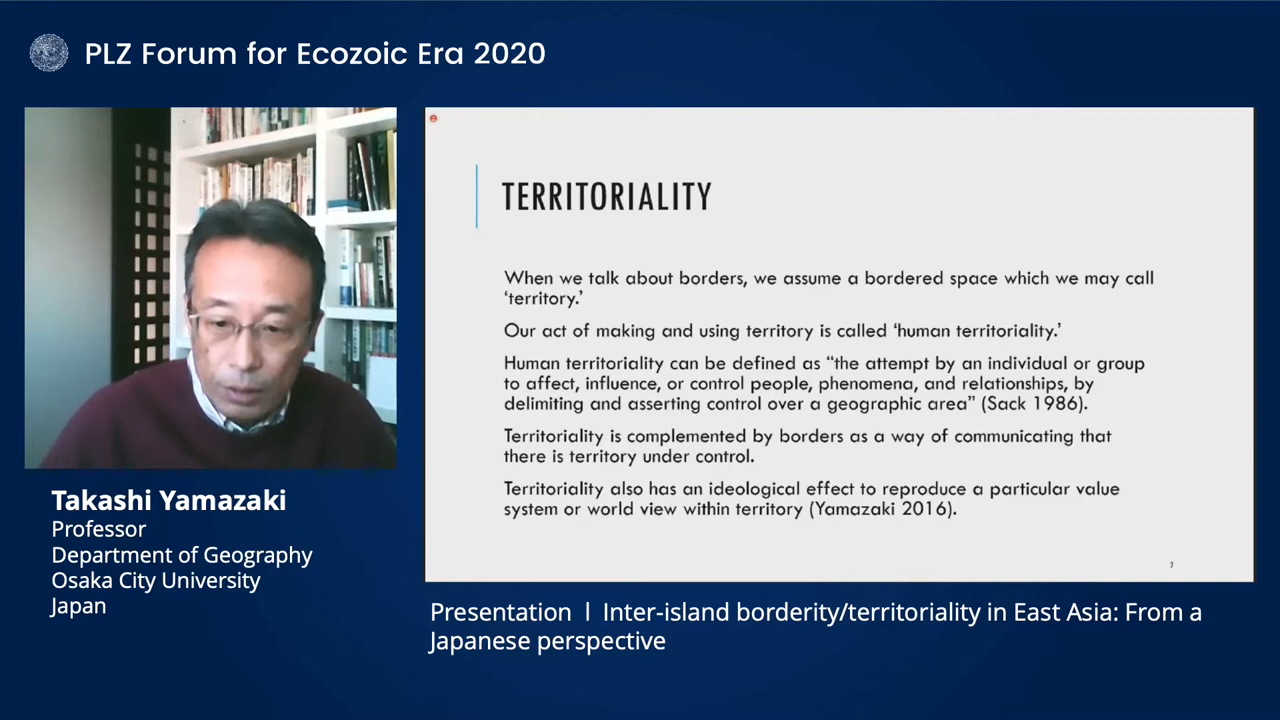 PLZ Forum for Ecozoic Era 2020
TERRITORIALITY
When we talk about borders, we assume a bordered space which we may call
‘territory.’
Our act of making and using territory is called ‘human territoriality.’
Human territoriality can be defined as “the attempt by an individual or group
to affect, influence, or control people, phenomena, and relationships, by
delimiting and asserting control over a geographic area” (Sack 1986).
Territoriality is complemented by borders as a way of communicating that
there is territory under control.
Territoriality also has an ideological effect to reproduce a particular value
system or world view within territory (Yamazaki 2016).
7
Takashi Yamazaki
Professor
Department of Geography
Osaka City University
Japan
Presentation l Inter-island borderity/territoriality in East Asia: From a
Japanese perspective